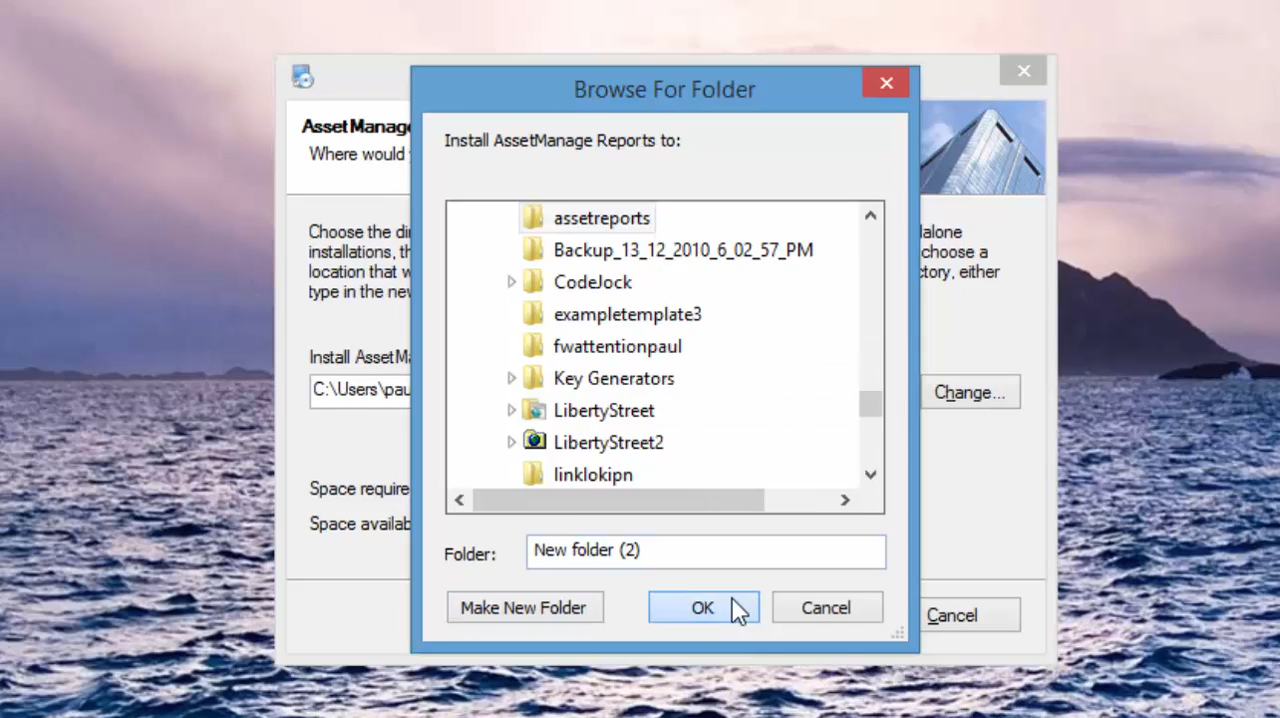 Browse For Folder
AssetManage
Where would
Install AssetManage Reports to:
Choose the di
installations, th
location that w
type in the new
alone
choose a
ctory, either
assetreports
Backup_13_12_2010_6_02_57_PM
CodeJock
exampletemplate3
fwattentionpaul
Key Generators
LibertyStreet
LibertyStreet2
linklokipn
Install AssetMa
C:\Users\pau
Change...
Space require
Space availab
Folder:
New folder (2)
Make New Folder
OK
Cancel
Cancel